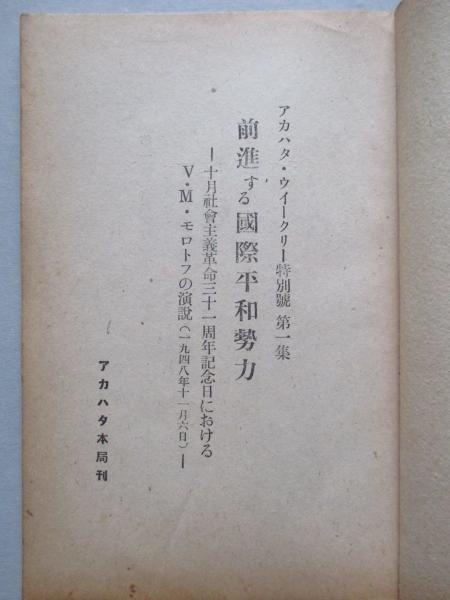 アカハタ・ウイークリー特別號 第一集
前進する國際平和勢力
―十月社會主義革命三十一周年記念日における
V・M・モロトフの演說(一九四八年十一月六日)―
アカハタ本局刊